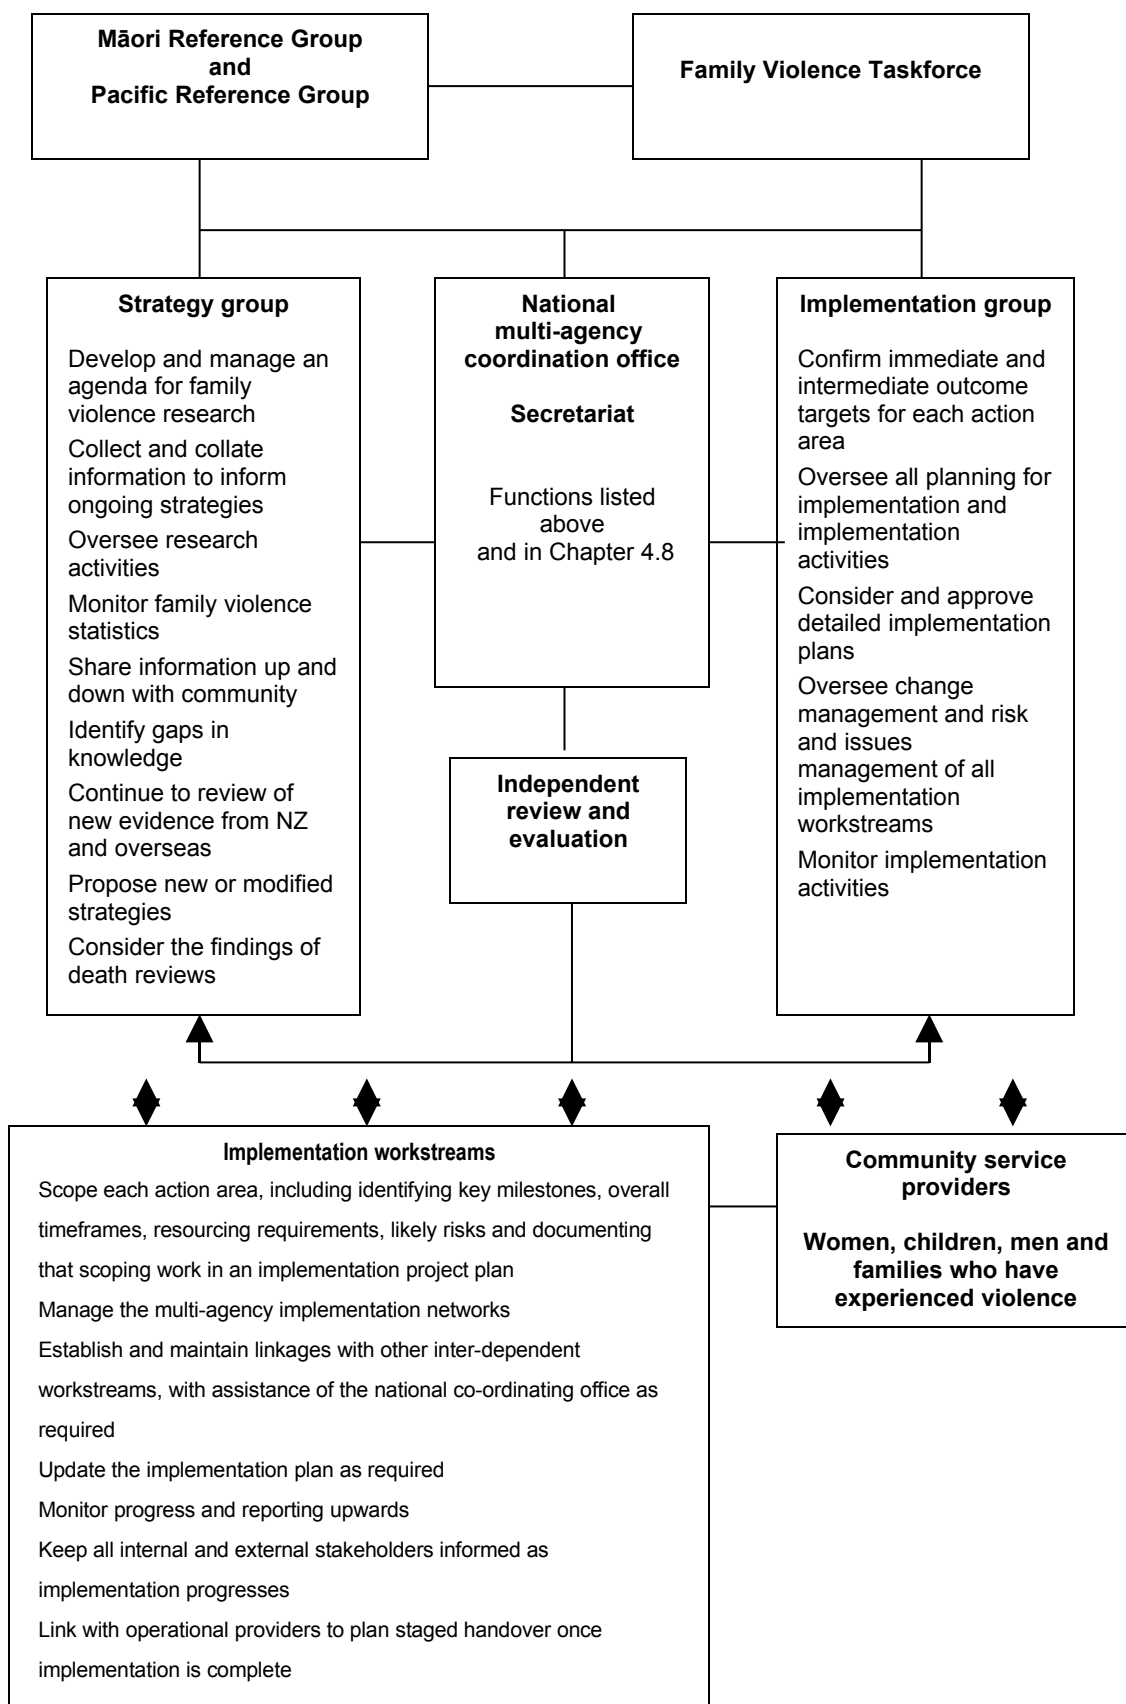 Māori Reference Group
and
Pacific Reference Group
Family Violence Taskforce
Strategy group
Develop and manage an
agenda for family
violence research
Collect and collate
information to inform
ongoing strategies
Oversee research
activities
Monitor family violence
statistics
Share information up and
down with community
Identify gaps in
knowledge
Continue to review of
new evidence from NZ
and overseas
Propose new or modified
strategies
Consider the findings of
death reviews
National
multi-agency
coordination office
Secretariat
Functions listed
above
and in Chapter 4.8
Implementation group
Confirm immediate and
intermediate outcome
targets for each action
area
Oversee all planning for
implementation and
implementation
activities
Consider and approve
detailed implementation
plans
Oversee change
management and risk
and issues
management of all
implementation
workstreams
Monitor implementation
activities
Independent
review and
evaluation
Implementation workstreams
Scope each action area, including identifying key milestones, overall
timeframes, resourcing requirements, likely risks and documenting
that scoping work in an implementation project plan
Manage the multi-agency implementation networks
Establish and maintain linkages with other inter-dependent
workstreams, with assistance of the national co-ordinating office as
required
Update the implementation plan as required
Monitor progress and reporting upwards
Keep all internal and external stakeholders informed as
implementation progresses
Link with operational providers to plan staged handover once
implementation is complete
Community service
providers
Women, children, men and
families who have
experienced violence